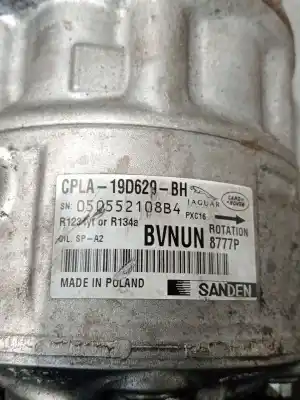 CPLA-19D629-BH
JAGUAR
LAND ROVER
SN: 050552108B4
PXC16
R1234yf or R134a
OIL: SP-A2
BVNUN
ROTATION
8777P
MADE IN POLAND
SANDEN